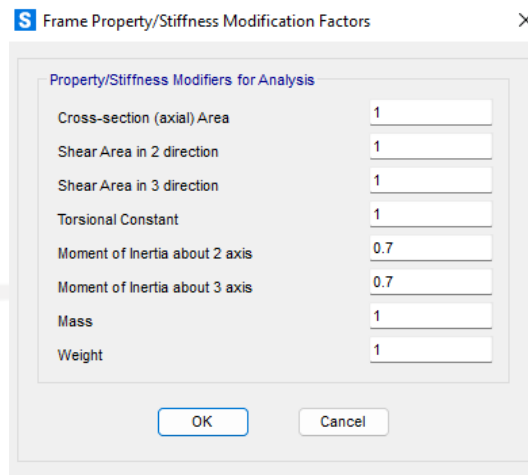 S Frame Property/Stiffness Modification Factors
Property/Stiffness Modifiers for Analysis
Cross-section (axial) Area 1
Shear Area in 2 direction 1
Shear Area in 3 direction 1
Torsional Constant 1
Moment of Inertia about 2 axis 0.7
Moment of Inertia about 3 axis 0.7
Mass 1
Weight 1
OK Cancel